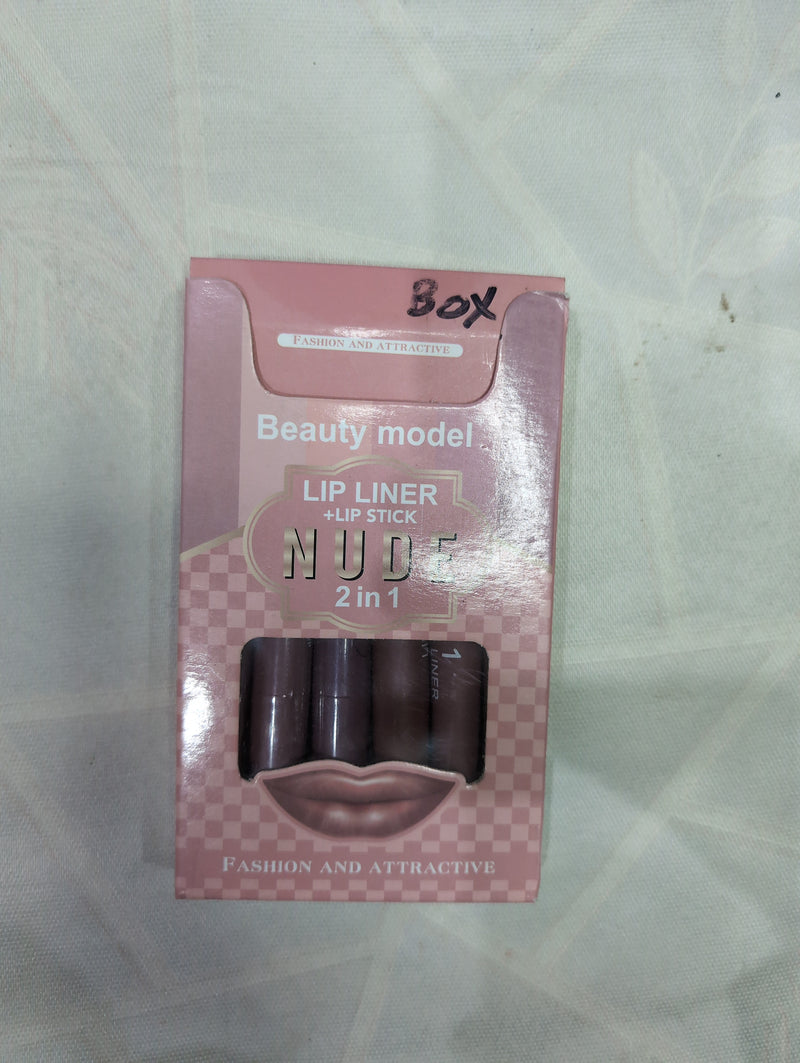 BOX
FASHION AND ATTRACTIVE
Beauty model
LIP LINER
+LIP STICK
NUDE
2 in 1
1
LINER
FASHION AND ATTRACTIVE